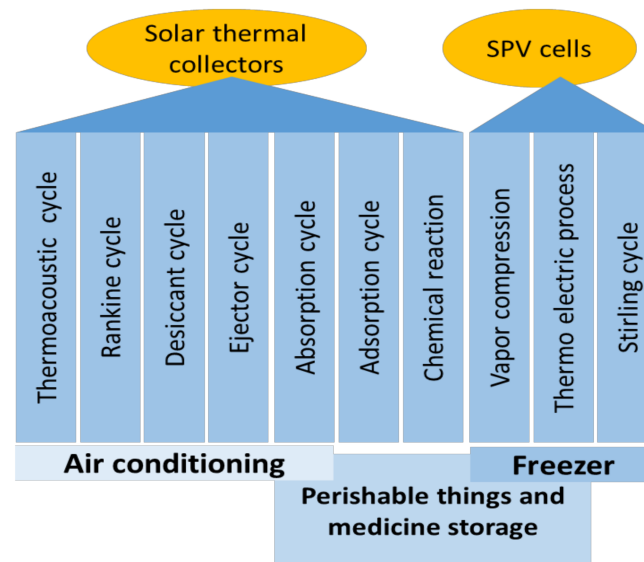 Solar thermal
collectors
SPV cells
Thermoacoustic cycle
Rankine cycle
Desiccant cycle
Ejector cycle
Absorption cycle
Adsorption cycle
Chemical reaction
Vapor compression
Thermo electric process
Stirling cycle
Air conditioning
Freezer
Perishable things and
medicine storage